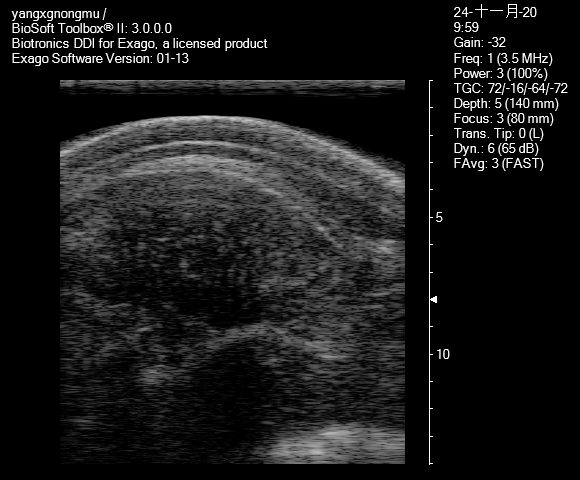 yangxgnongmu /
BioSoft Toolbox® II: 3.0.0.0
Biotronics DDI for Exago, a licensed product
Exago Software Version: 01-13
24-十一月-20
9:59
Gain: -32
Freq: 1 (3.5 MHz)
Power: 3 (100%)
TGC: 72/-16/-64/-72
Depth: 5 (140 mm)
Focus: 3 (80 mm)
Trans. Tip: 0 (L)
Dyn.: 6 (65 dB)
FAvg: 3 (FAST)
5
10